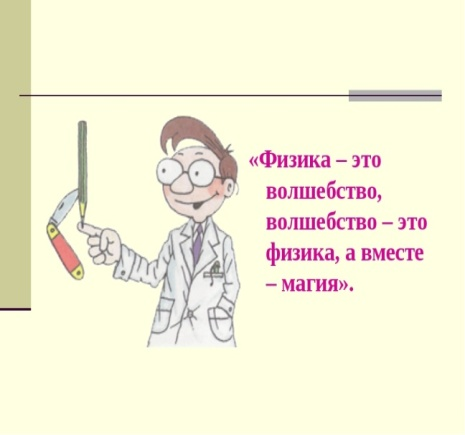 «Физика – это
волшебство,
волшебство – это
физика, а вместе
– магия».